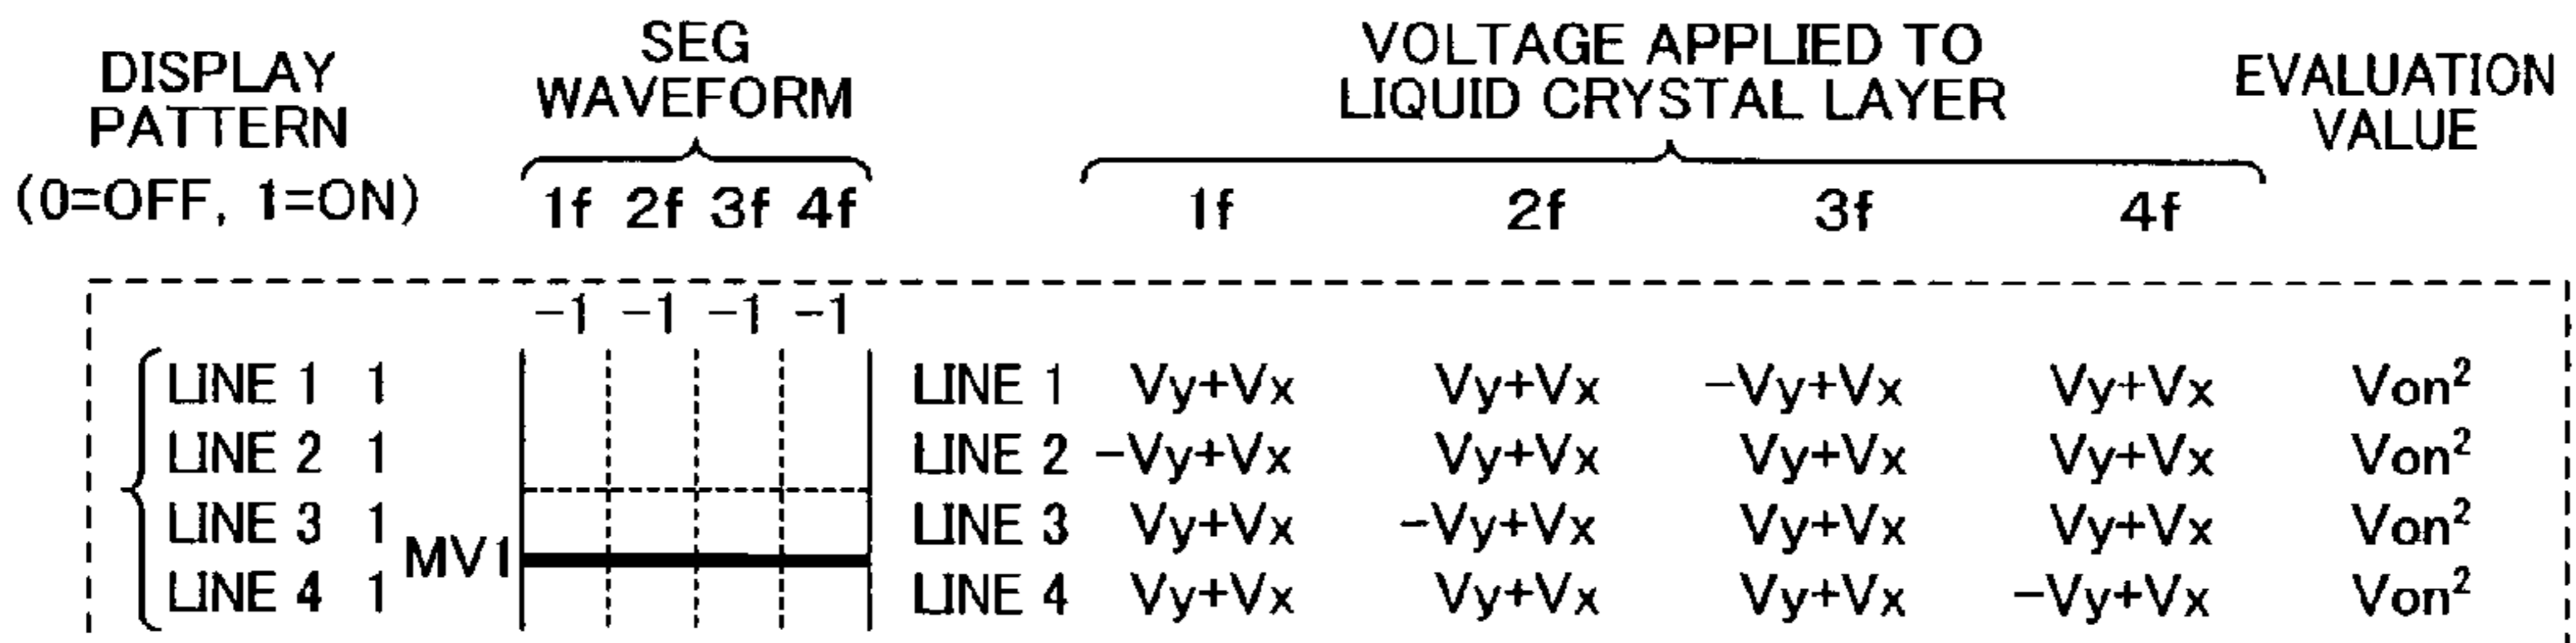 DISPLAY
PATTERN
(0=OFF, 1=ON)
SEG
WAVEFORM
1f 2f 3f 4f
VOLTAGE APPLIED TO
LIQUID CRYSTAL LAYER
1f 2f 3f 4f
EVALUATION
VALUE
−1 −1 −1 −1
LINE 1 1
LINE 2 1
LINE 3 1
LINE 4 1
MV1
LINE 1 Vy+Vx Vy+Vx −Vy+Vx Vy+Vx Von²
LINE 2 −Vy+Vx Vy+Vx Vy+Vx Vy+Vx Von²
LINE 3 Vy+Vx −Vy+Vx Vy+Vx Vy+Vx Von²
LINE 4 Vy+Vx Vy+Vx Vy+Vx −Vy+Vx Von²